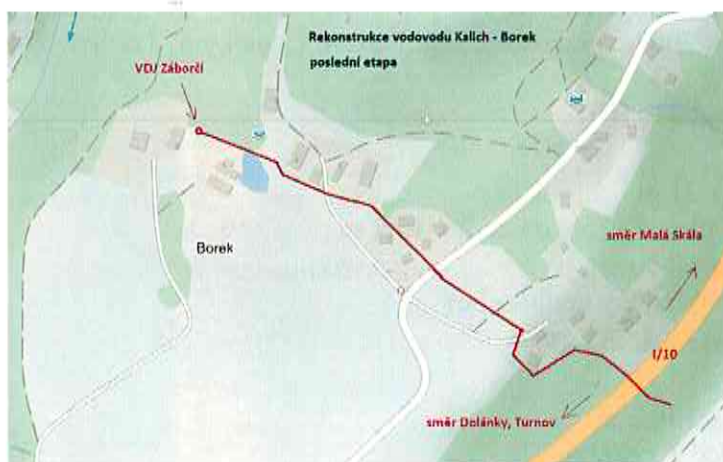 Rekonstrukce vodovodu Kalich - Borek
poslední etapa
VDJ Záborčí
Borek
směr Malá Skála
I/10
směr Dolánky, Turnov